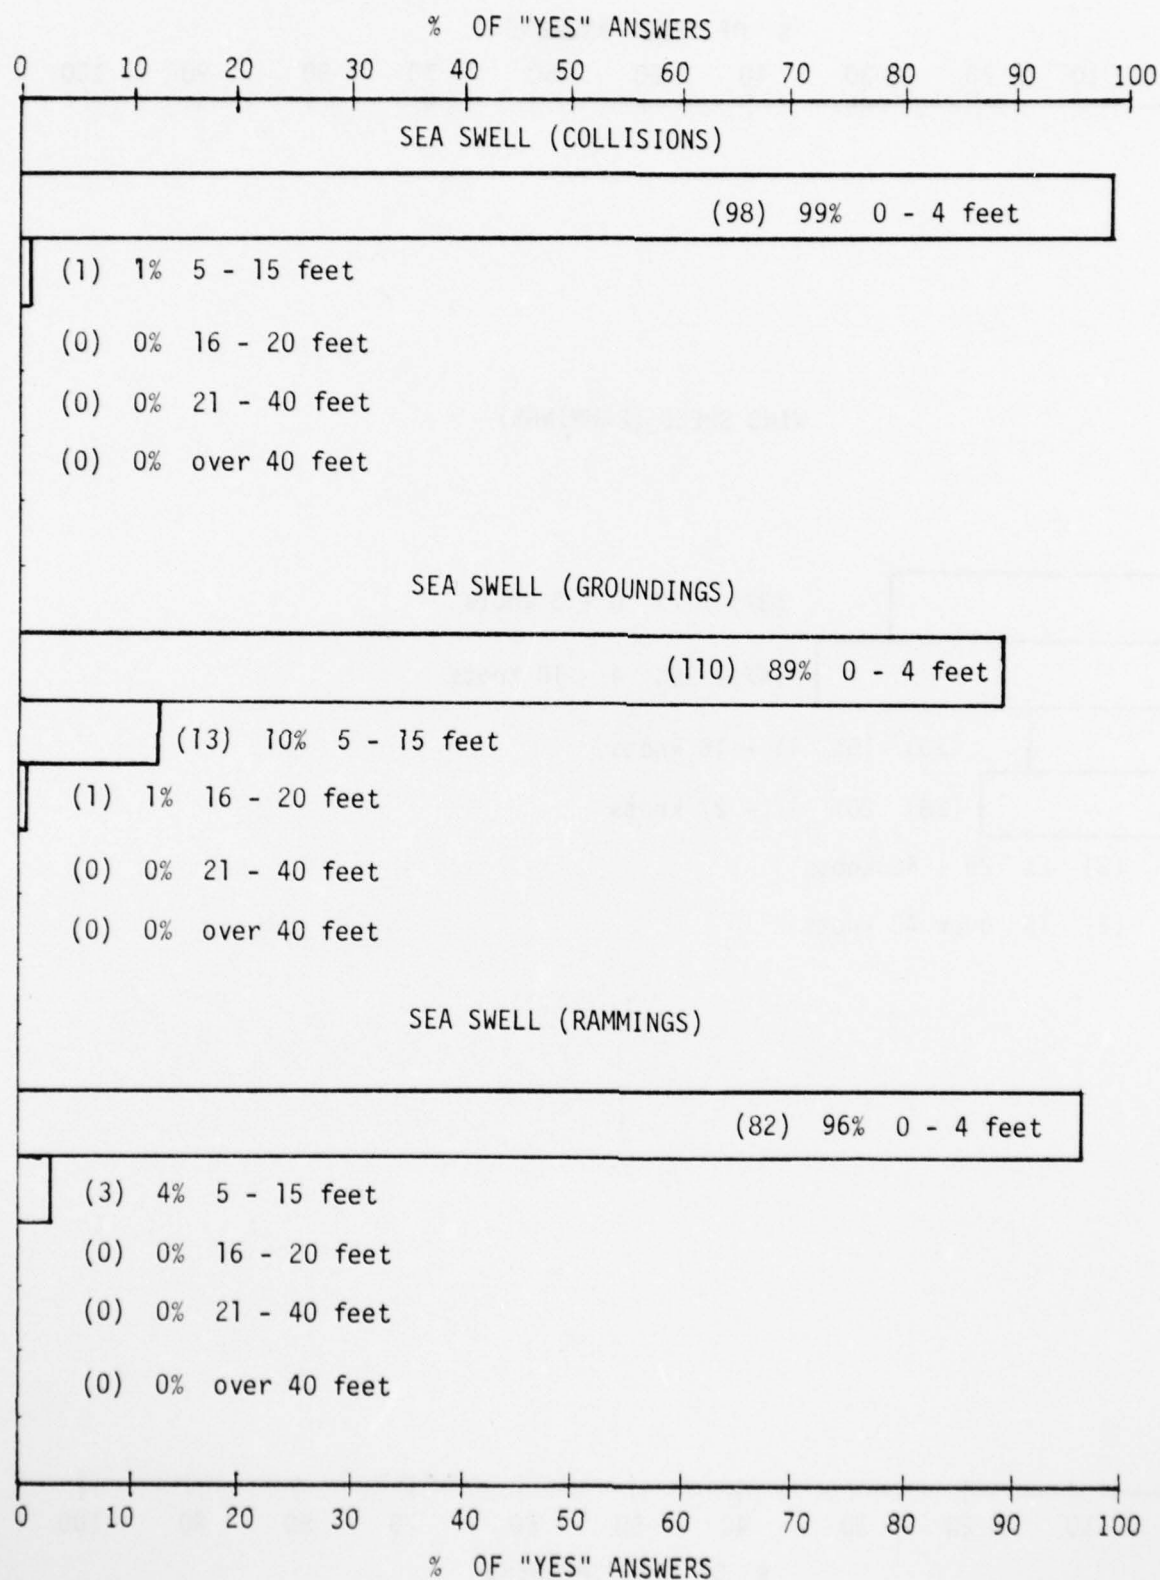 % OF "YES" ANSWERS
0 10 20 30 40 50 60 70 80 90 100
SEA SWELL (COLLISIONS)
(98) 99% 0 - 4 feet
(1) 1% 5 - 15 feet
(0) 0% 16 - 20 feet
(0) 0% 21 - 40 feet
(0) 0% over 40 feet
SEA SWELL (GROUNDINGS)
(110) 89% 0 - 4 feet
(13) 10% 5 - 15 feet
(1) 1% 16 - 20 feet
(0) 0% 21 - 40 feet
(0) 0% over 40 feet
SEA SWELL (RAMMINGS)
(82) 96% 0 - 4 feet
(3) 4% 5 - 15 feet
(0) 0% 16 - 20 feet
(0) 0% 21 - 40 feet
(0) 0% over 40 feet
0 10 20 30 40 50 60 70 80 90 100
% OF "YES" ANSWERS